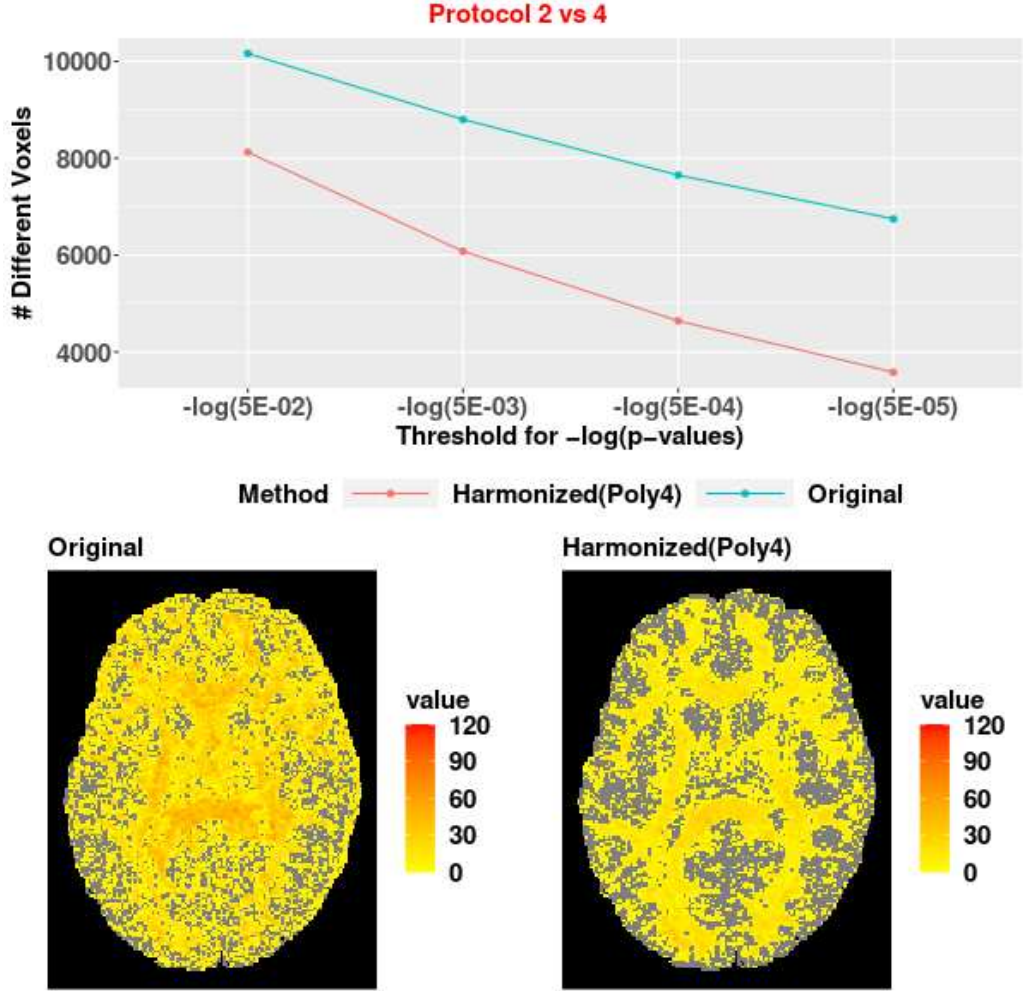 Protocol 2 vs 4
# Different Voxels
10000
8000
6000
4000
-log(5E-02) -log(5E-03) -log(5E-04) -log(5E-05)
Threshold for −log(p−values)
Method Harmonized(Poly4) Original
Original
value
120
90
60
30
0
Harmonized(Poly4)
value
120
90
60
30
0